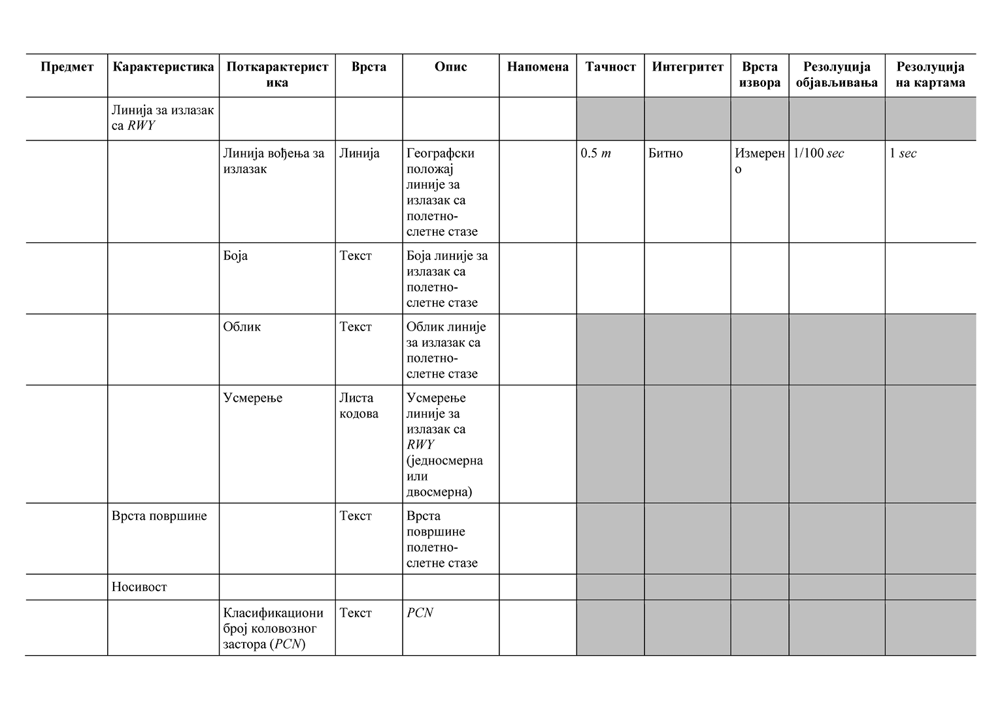 Предмет Карактеристика Поткарактерист Врста Опис Напомена Тачност Интегритет Врста Резолуција Резолуција
ика извора објављивања на картама
Линија за излазак
са RWY
Линија вођења за Линија Географски 0.5 m Битно Измерен 1/100 sec 1 sec
излазак положај о
линије за
излазак са
полетно-
слетне стазе
Боја Текст Боја линије за
излазак са
полетно-
слетне стазе
Облик Текст Облик линије
за излазак са
полетно-
слетне стазе
Усмерење Листа Усмерење
кодова линије за
излазак са
RWY
(једносмерна
или
двосмерна)
Врста површине Текст Врста
површине
полетно-
слетне стазе
Носивост
Класификациони Текст PCN
број коловозног
застора (PCN)